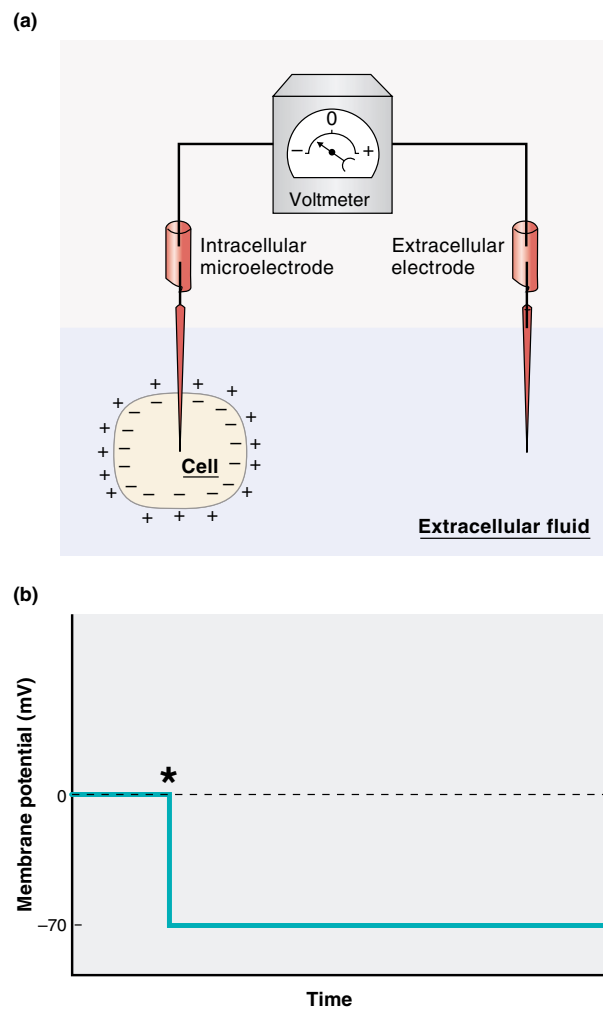 (a)
0
– +
Voltmeter
Intracellular
microelectrode
Extracellular
electrode
+ + + + + + + + + + + + + + + + + + +
– – – – – – – – – – – – – – – –
Cell
Extracellular fluid
(b)
Membrane potential (mV)
*
0
–70
Time